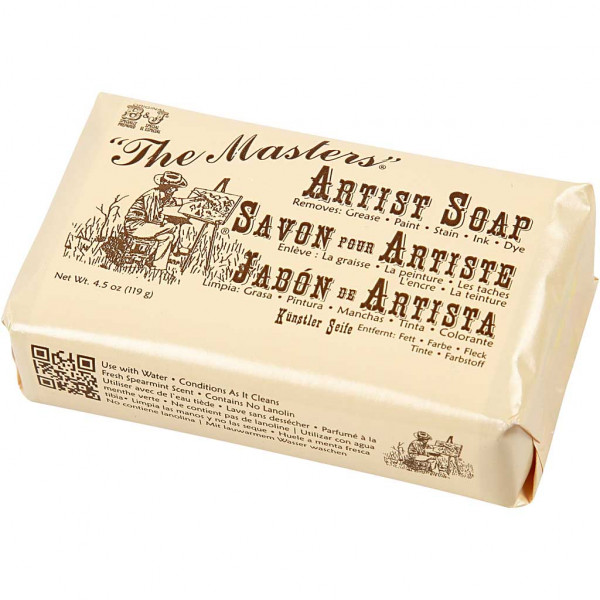 "The Masters"®
ARTIST SOAP
Removes: Grease • Paint • Stain • Ink • Dye
SAVON POUR ARTISTE
Enlève : La graisse • La peinture • Les taches
L'encre • La teinture
JABÓN DE ARTISTA
Limpia: Grasa • Pintura • Manchas • Tinta • Colorante
Künstler Seife Entfernt: Fett • Farbe • Fleck
Tinte • Farbstoff
®
Net Wt. 4.5 oz (119 g)
Use with Water • Conditions As It Cleans
Fresh Spearmint Scent • Contains No Lanolin
Utiliser avec de l'eau tiède • Lave sans dessécher • Parfumé à la
menthe verte • Ne contient pas de lanoline | Utilizar con agua
tibia • Limpia las manos y no las seque • Huele a menta fresca
No contiene lanolina | Mit lauwarmem Wasser waschen